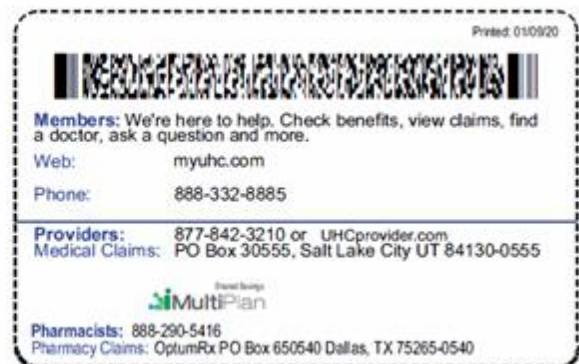 Printed: 01/09/20
Members: We're here to help. Check benefits, view claims, find
a doctor, ask a question and more.
Web: myuhc.com
Phone: 888-332-8885
Providers: 877-842-3210 or UHCprovider.com
Medical Claims: PO Box 30555, Salt Lake City UT 84130-0555
Shared Savings
MultiPlan
Pharmacists: 888-290-5416
Pharmacy Claims: OptumRx PO Box 650540 Dallas, TX 75265-0540